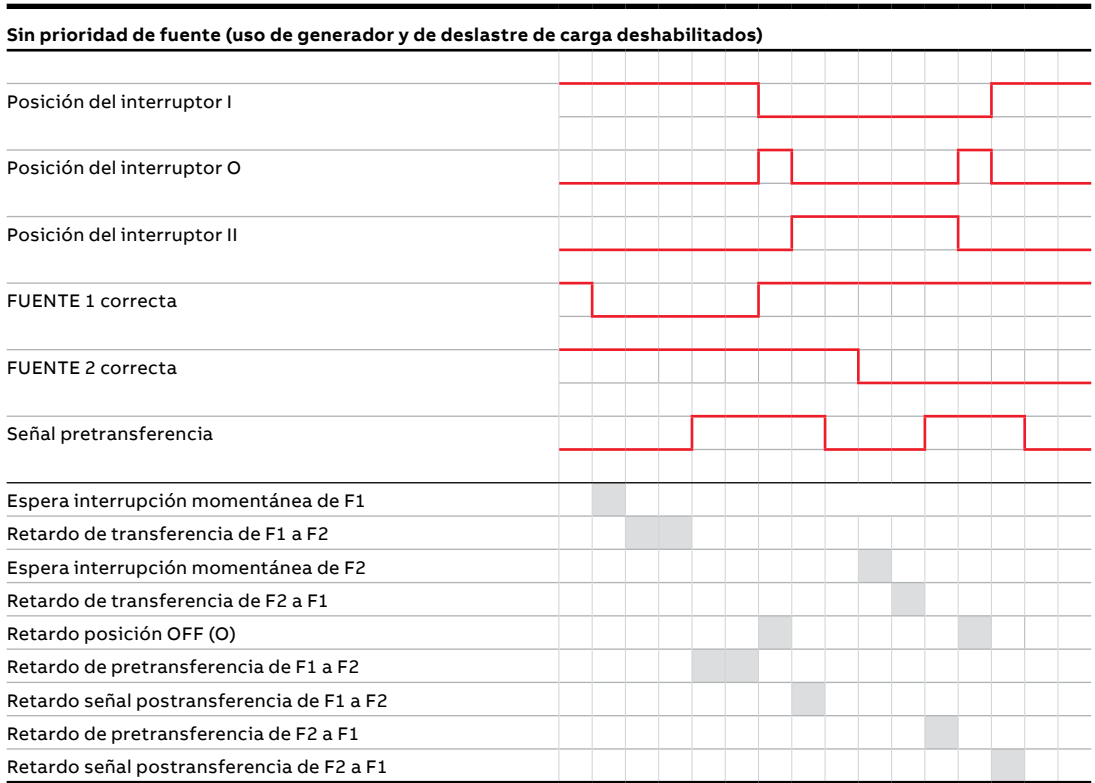 Sin prioridad de fuente (uso de generador y de deslastre de carga deshabilitados)
Posición del interruptor I
Posición del interruptor O
Posición del interruptor II
FUENTE 1 correcta
FUENTE 2 correcta
Señal pretransferencia
Espera interrupción momentánea de F1
Retardo de transferencia de F1 a F2
Espera interrupción momentánea de F2
Retardo de transferencia de F2 a F1
Retardo posición OFF (O)
Retardo de pretransferencia de F1 a F2
Retardo señal postransferencia de F1 a F2
Retardo de pretransferencia de F2 a F1
Retardo señal postransferencia de F2 a F1